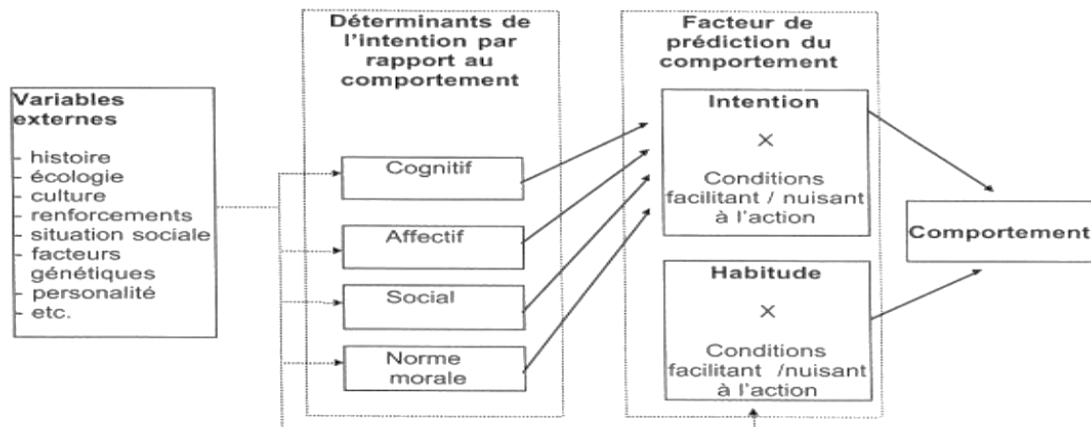 Déterminants de
l'intention par
rapport au
comportement
Facteur de
prédiction du
comportement
Variables
externes
- histoire
- écologie
- culture
- renforcements
- situation sociale
- facteurs
génétiques
- personalité
- etc.
Cognitif
Affectif
Social
Norme
morale
Intention
×
Conditions
facilitant / nuisant
à l'action
Habitude
×
Conditions
facilitant /nuisant
à l'action
Comportement